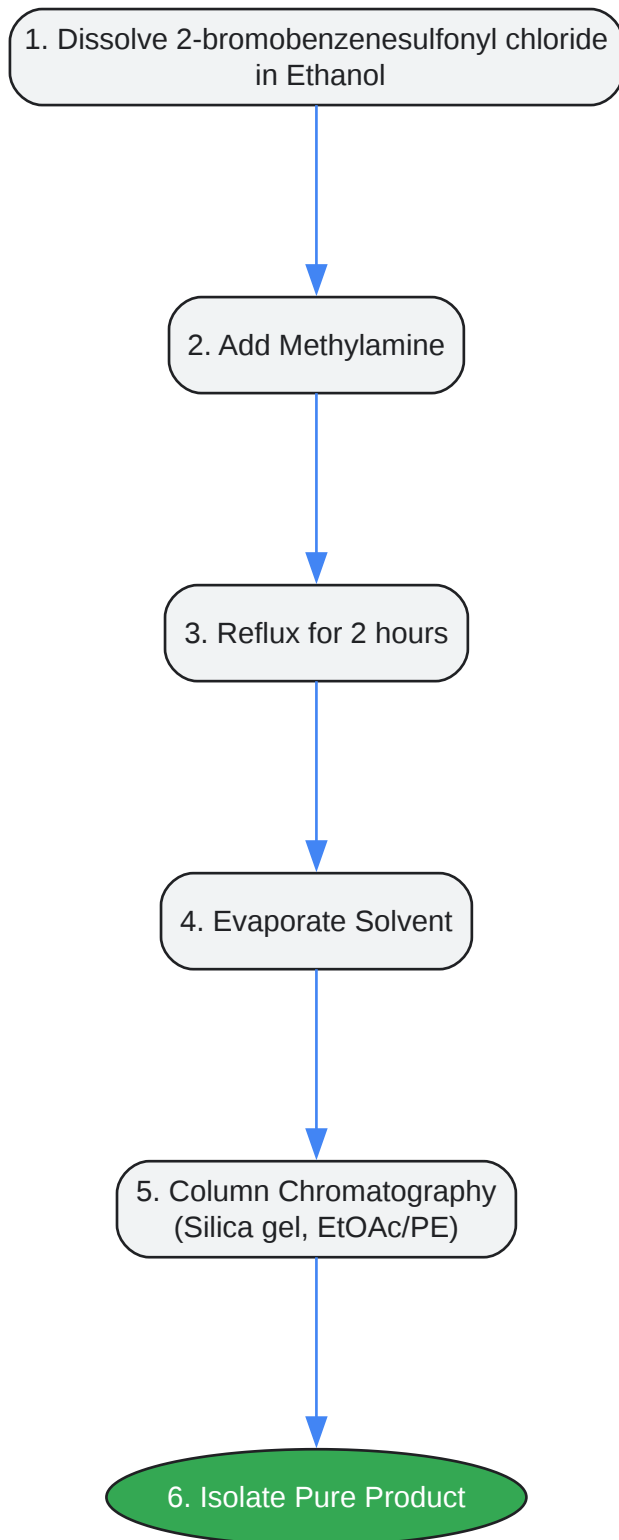 1. Dissolve 2-bromobenzenesulfonyl chloride
in Ethanol
2. Add Methylamine
3. Reflux for 2 hours
4. Evaporate Solvent
5. Column Chromatography
(Silica gel, EtOAc/PE)
6. Isolate Pure Product